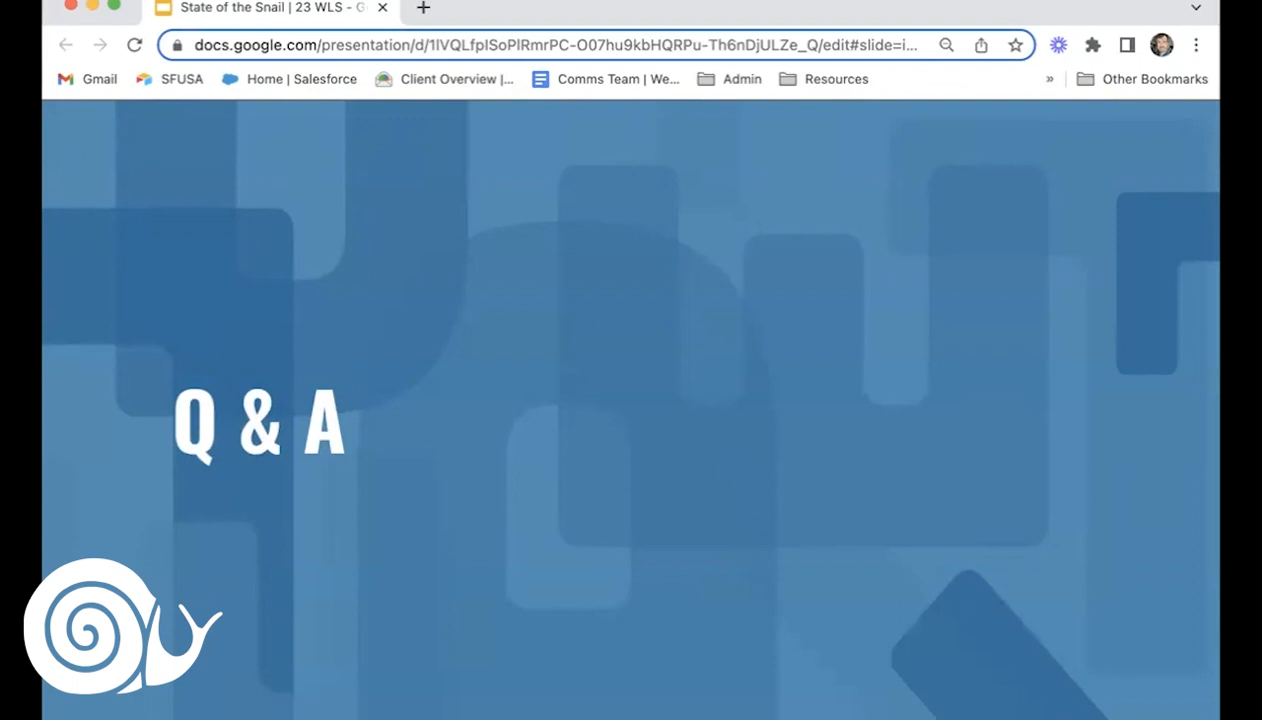 State of the Snail | 23 WLS - G
docs.google.com/presentation/d/1IVQLfpISoPIRmrPC-O07hu9kbHQRPu-Th6nDjULZe_Q/edit#slide=i...
Gmail SFUSA Home | Salesforce Client Overview |... Comms Team | We... Admin Resources » Other Bookmarks
Q & A